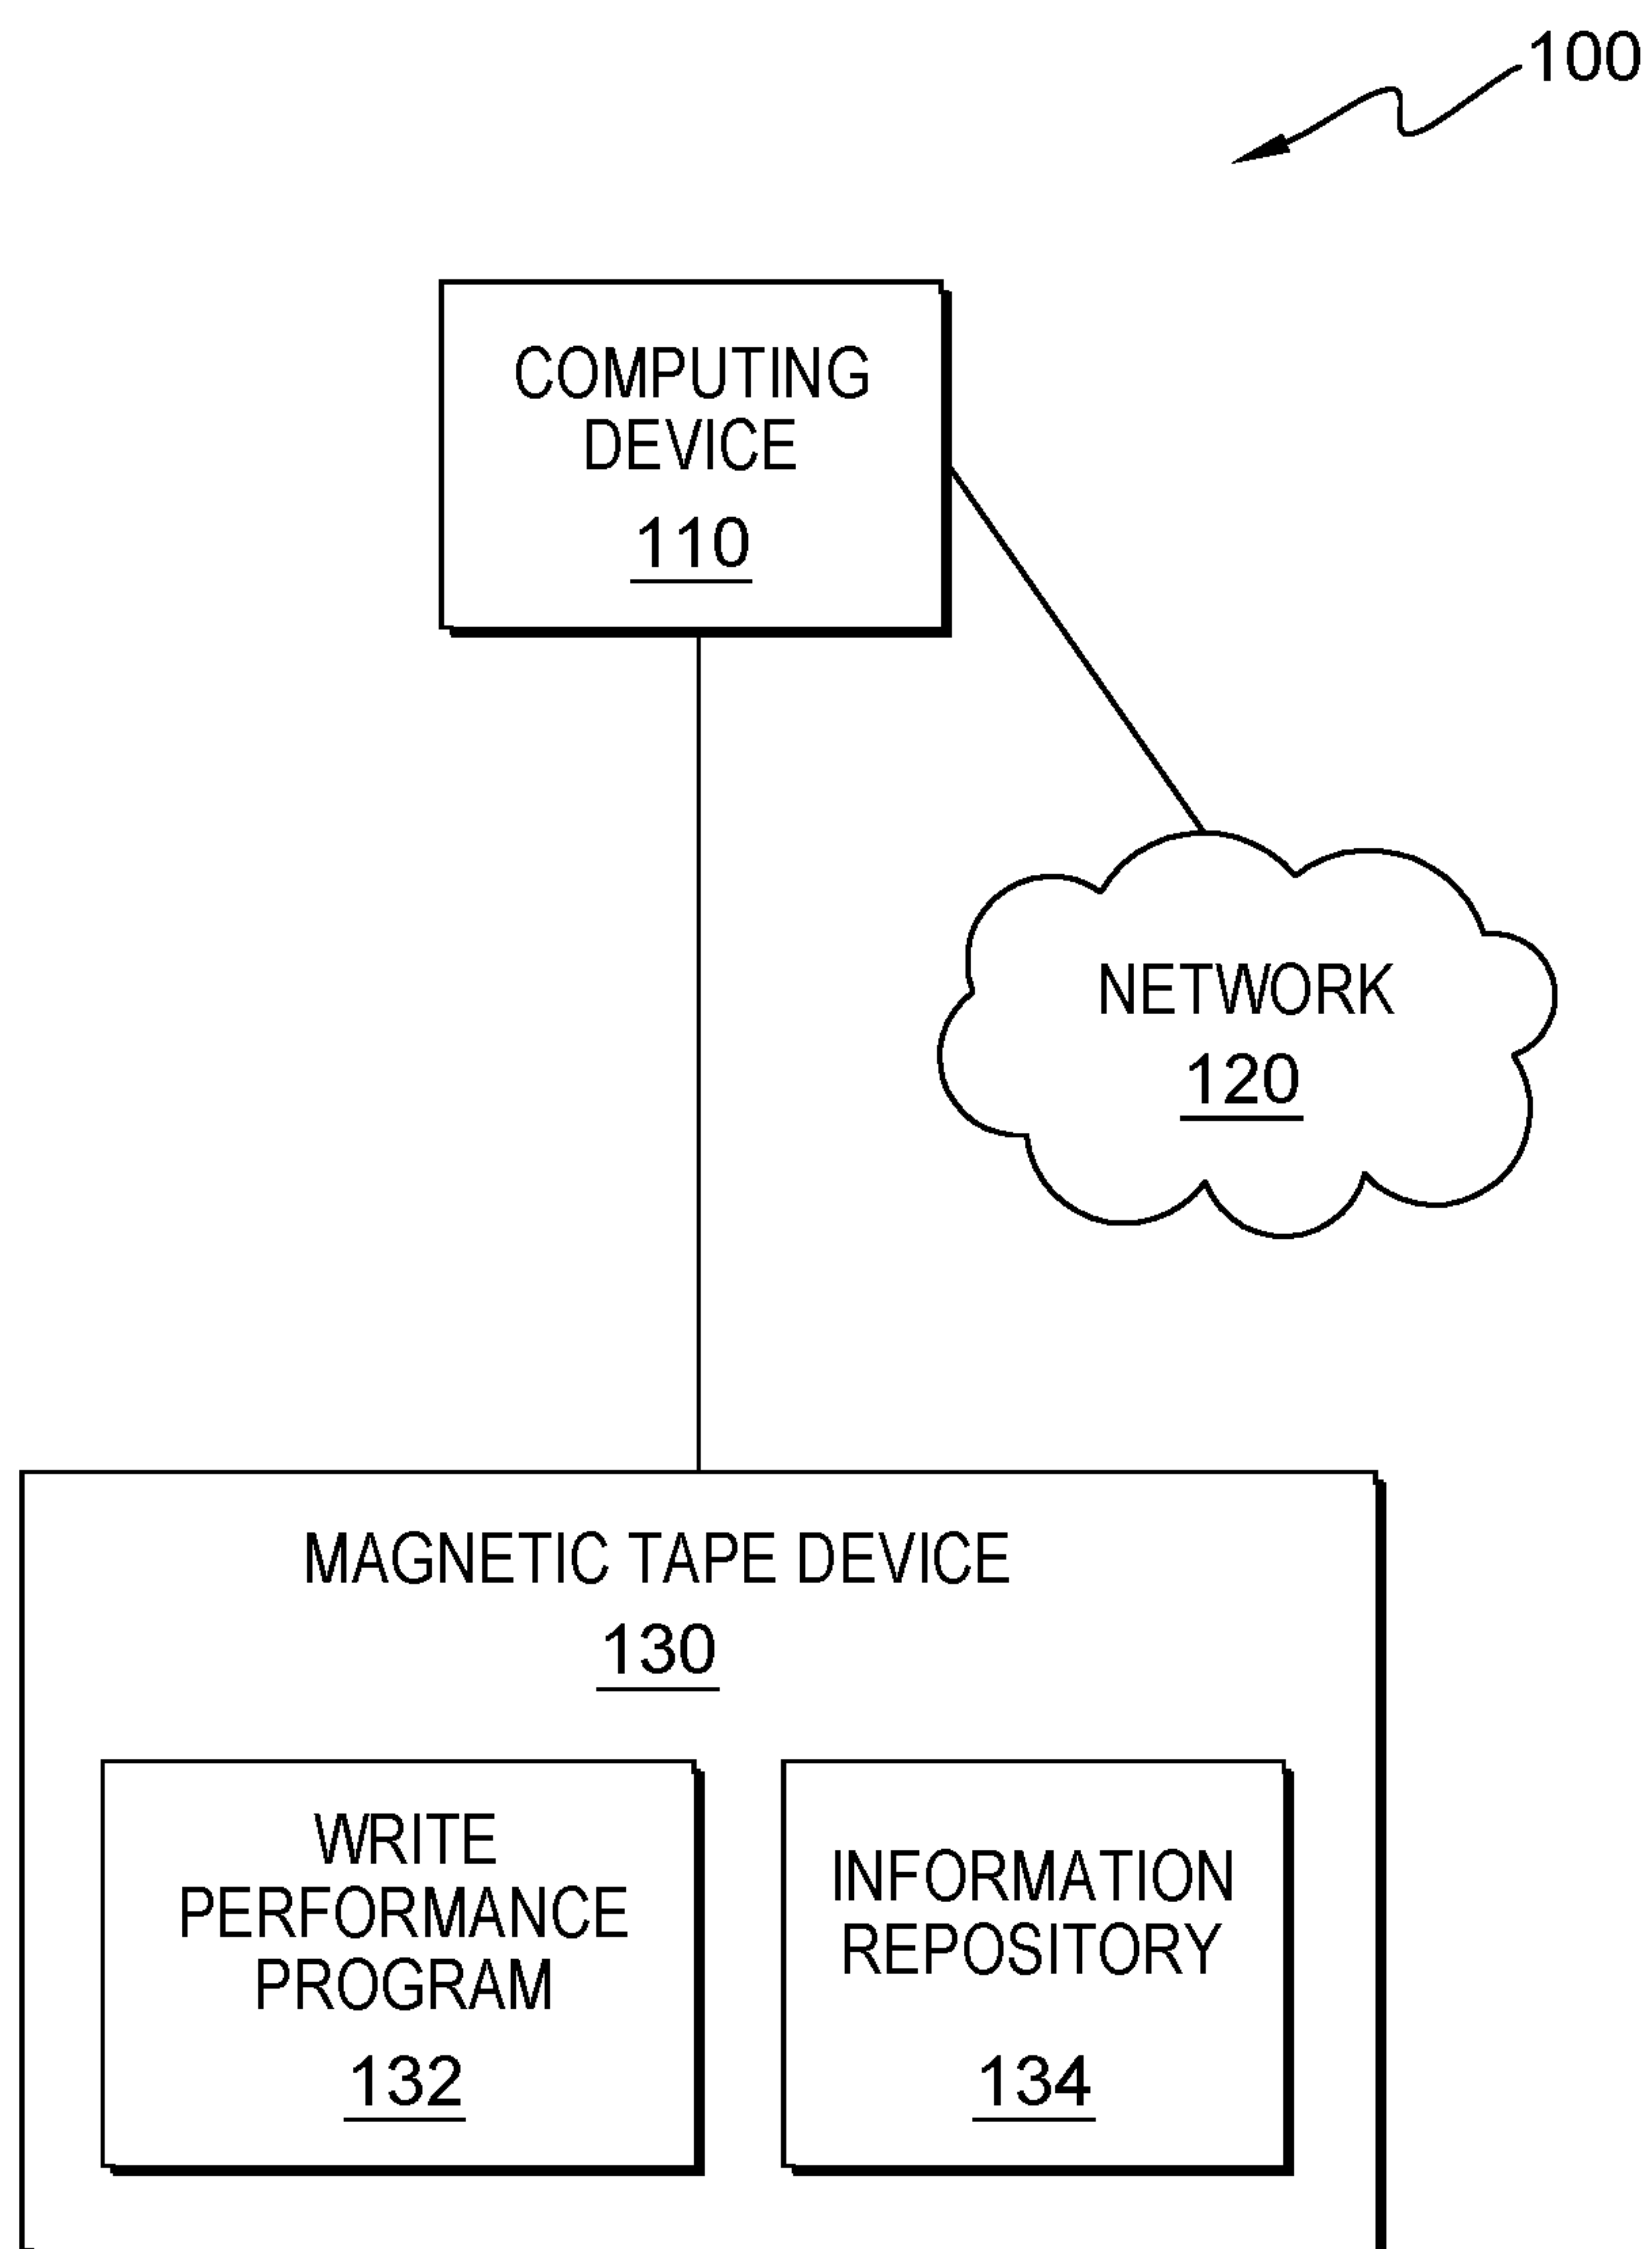 100
COMPUTING
DEVICE
110
NETWORK
120
MAGNETIC TAPE DEVICE
130
WRITE
PERFORMANCE
PROGRAM
132
INFORMATION
REPOSITORY
134